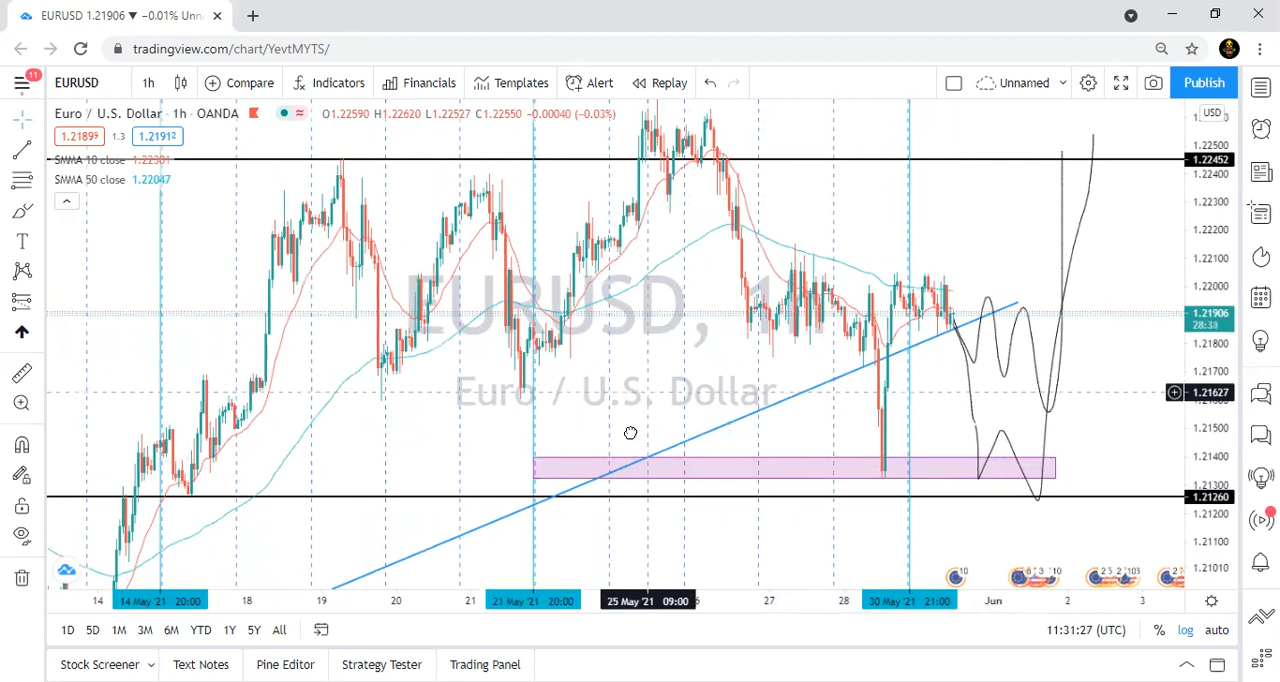 EURUSD 1.21906 ▼ −0.01% Unn
tradingview.com/chart/YevtMYTS/
11
EURUSD 1h Compare Indicators Financials Templates Alert Replay Unnamed Publish
Euro / U.S. Dollar · 1h · OANDA O1.22590 H1.22620 L1.22527 C1.22550 −0.00040 (−0.03%)
USD
1.21899 1.3 1.21912
SMMA 10 close 1.22301
SMMA 50 close 1.22047
1.22500
1.22452
1.22400
1.22300
1.22200
1.22100
1.22000
1.21906
28:33
1.21800
1.21700
1.21627
1.21500
1.21400
1.21300
1.21260
1.21200
1.21100
1.21010
EURUSD, 1h
Euro / U.S. Dollar
14 14 May '21 20:00 18 19 20 21 21 May '21 20:00 25 May '21 09:00 6 27 28 30 May '21 21:00 Jun 2 3
1D 5D 1M 3M 6M YTD 1Y 5Y All 11:31:27 (UTC) % log auto
Stock Screener Text Notes Pine Editor Strategy Tester Trading Panel